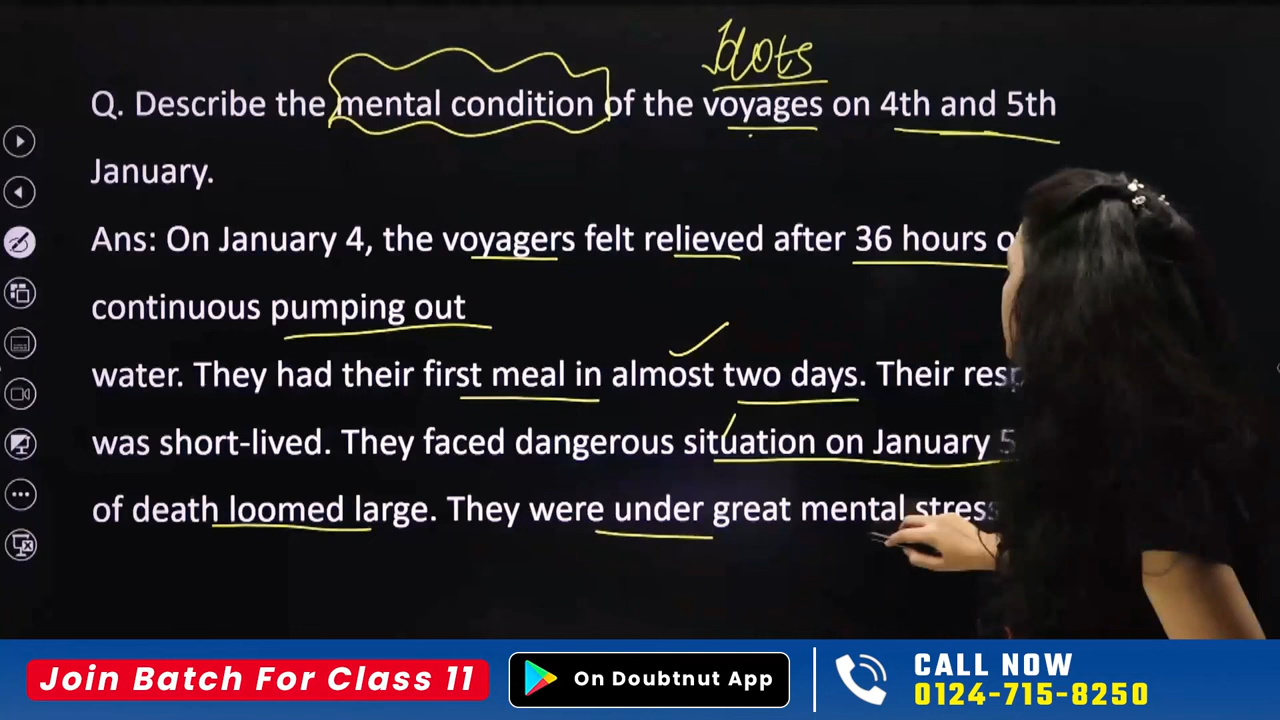 Q. Describe the mental condition of the voyages on 4th and 5th
January.
Ans: On January 4, the voyagers felt relieved after 36 hours
continuous pumping out
water. They had their first meal in almost two days. Their
was short-lived. They faced dangerous situation on January 5
of death loomed large. They were under great mental stress
Join Batch For Class 11
On Doubtnut App
CALL NOW
0124-715-8250